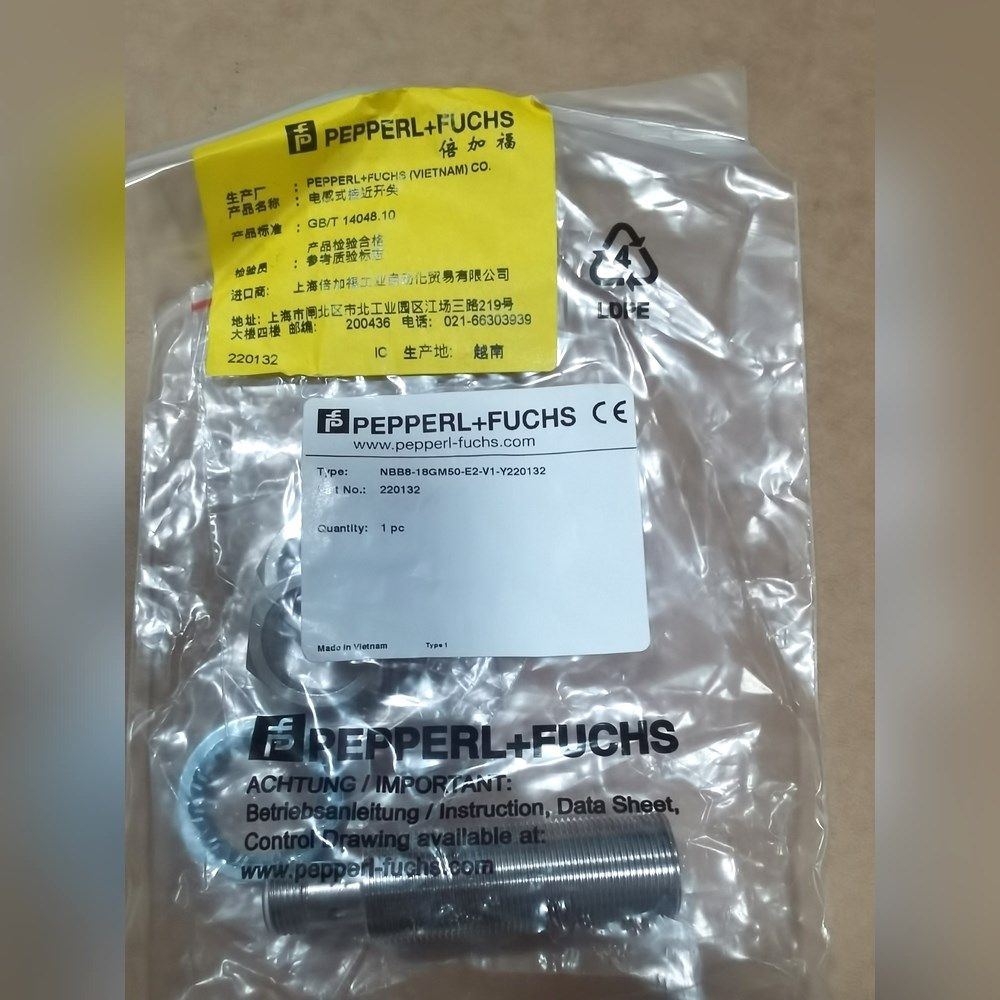 PEPPERL+FUCHS
倍加福
生产厂 : PEPPERL+FUCHS (VIETNAM) CO.
产品名称 : 电感式接近开关
产品标准 : GB/T 14048.10
产品检验合格
检验员 : 参考质验标志
进口商: 上海倍加福工业自动化贸易有限公司
地址: 上海市闸北区市北工业园区江场三路219号
大楼四楼 邮编: 200436 电话: 021-66303939
220132 IC 生产地: 越南
4
LDPE
PEPPERL+FUCHS CE
www.pepperl-fuchs.com
Type: NBB8-18GM50-E2-V1-Y220132
No.: 220132
Quantity: 1 pc
Made in Vietnam Type 1
PEPPERL+FUCHS
ACHTUNG / IMPORTANT:
Betriebsanleitung / Instruction, Data Sheet,
Control Drawing available at:
www.pepperl-fuchs.com